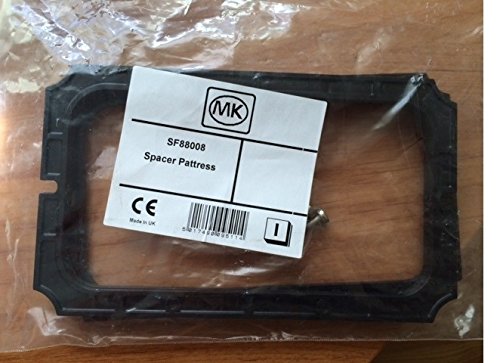 MK
SF88008
Spacer Pattress
CE
Made in UK
I